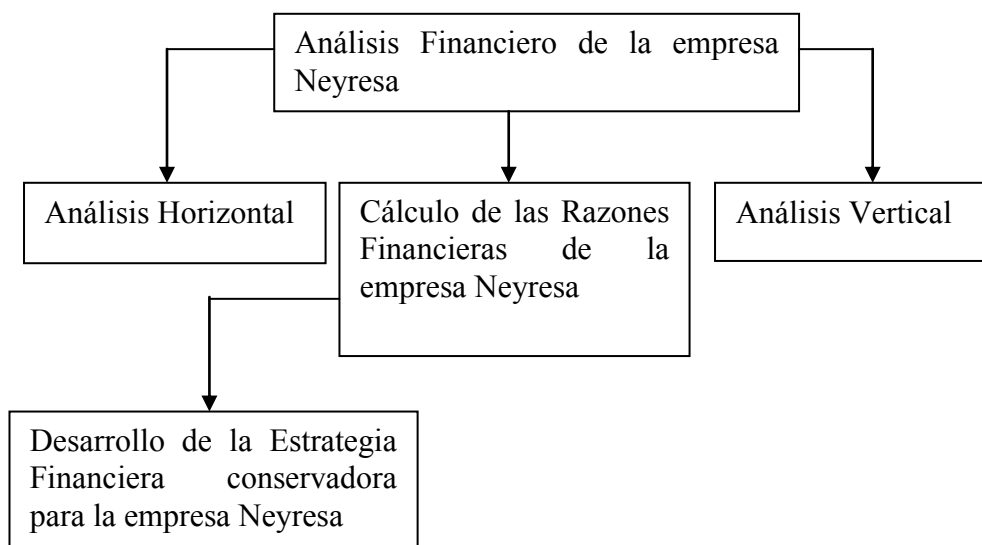 Análisis Financiero de la empresa
Neyresa
Análisis Horizontal
Cálculo de las Razones
Financieras de la
empresa Neyresa
Análisis Vertical
Desarrollo de la Estrategia
Financiera conservadora
para la empresa Neyresa